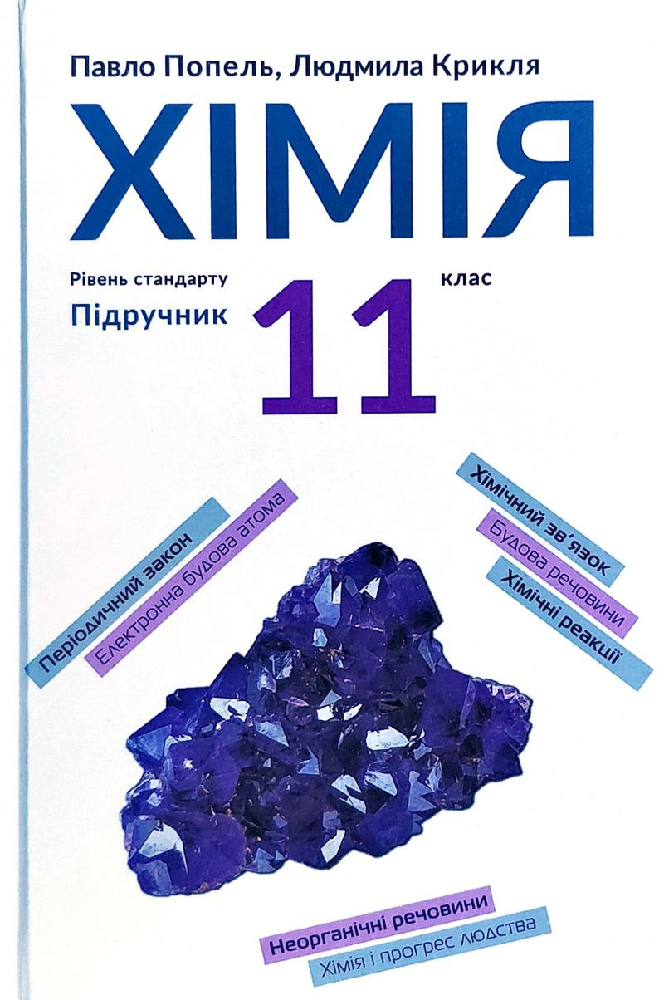 Павло Попель, Людмила Крикля
ХІМІЯ
Рівень стандарту
Підручник
11
клас
Періодичний закон
Електронна будова атома
Хімічний зв’язок
Будова речовини
Хімічні реакції
Неорганічні речовини
Хімія і прогрес людства